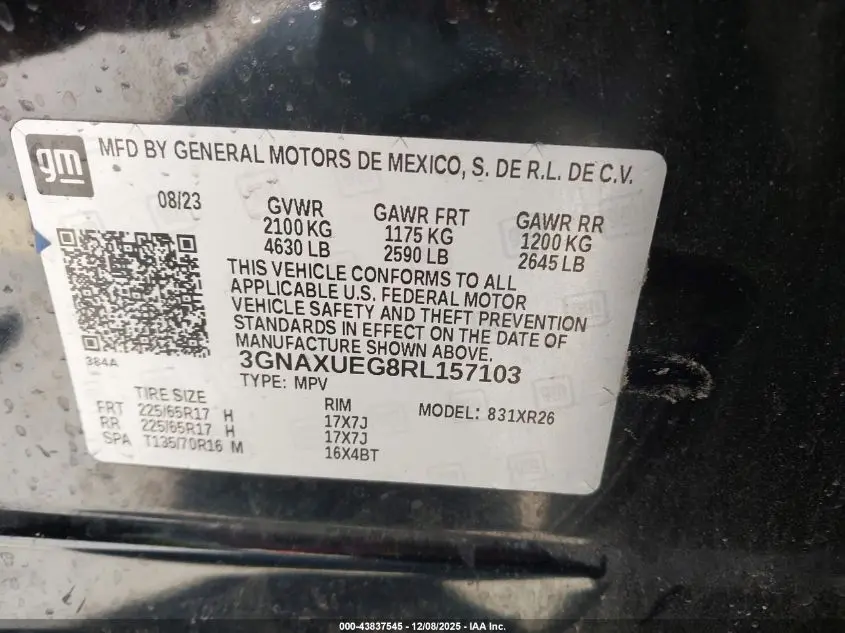 gm
MFD BY GENERAL MOTORS DE MEXICO, S. DE R.L. DE C.V.
08/23
GVWR GAWR FRT GAWR RR
2100 KG 1175 KG 1200 KG
4630 LB 2590 LB 2645 LB
THIS VEHICLE CONFORMS TO ALL
APPLICABLE U.S. FEDERAL MOTOR
VEHICLE SAFETY AND THEFT PREVENTION
STANDARDS IN EFFECT ON THE DATE OF
MANUFACTURE SHOWN ABOVE.
384A
3GNAXUEG8RL157103
TYPE: MPV
TIRE SIZE RIM MODEL: 831XR26
FRT 225/65R17 H 17X7J
RR 225/65R17 H 17X7J
SPA T135/70R16 M 16X4BT
000-43837545 - 12/08/2025 - IAA Inc.